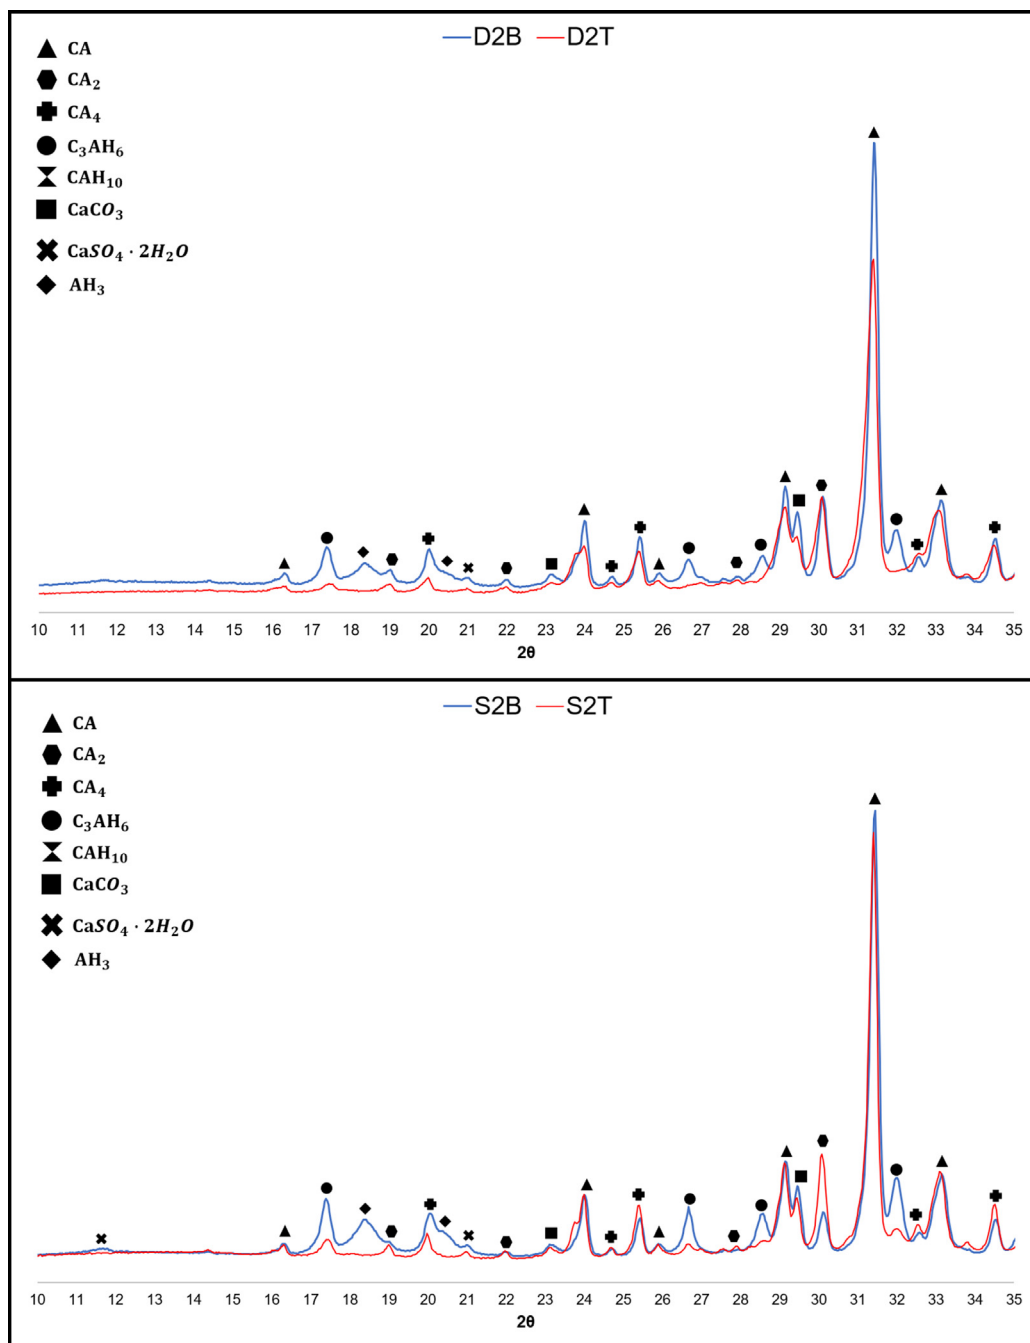 D2B D2T
CA
CA₂
CA₄
C₃AH₆
CAH₁₀
CaCO₃
CaSO₄ · 2H₂O
AH₃
10 11 12 13 14 15 16 17 18 19 20 21 22 23 24 25 26 27 28 29 30 31 32 33 34 35
2θ
S2B S2T
CA
CA₂
CA₄
C₃AH₆
CAH₁₀
CaCO₃
CaSO₄ · 2H₂O
AH₃
10 11 12 13 14 15 16 17 18 19 20 21 22 23 24 25 26 27 28 29 30 31 32 33 34 35
2θ